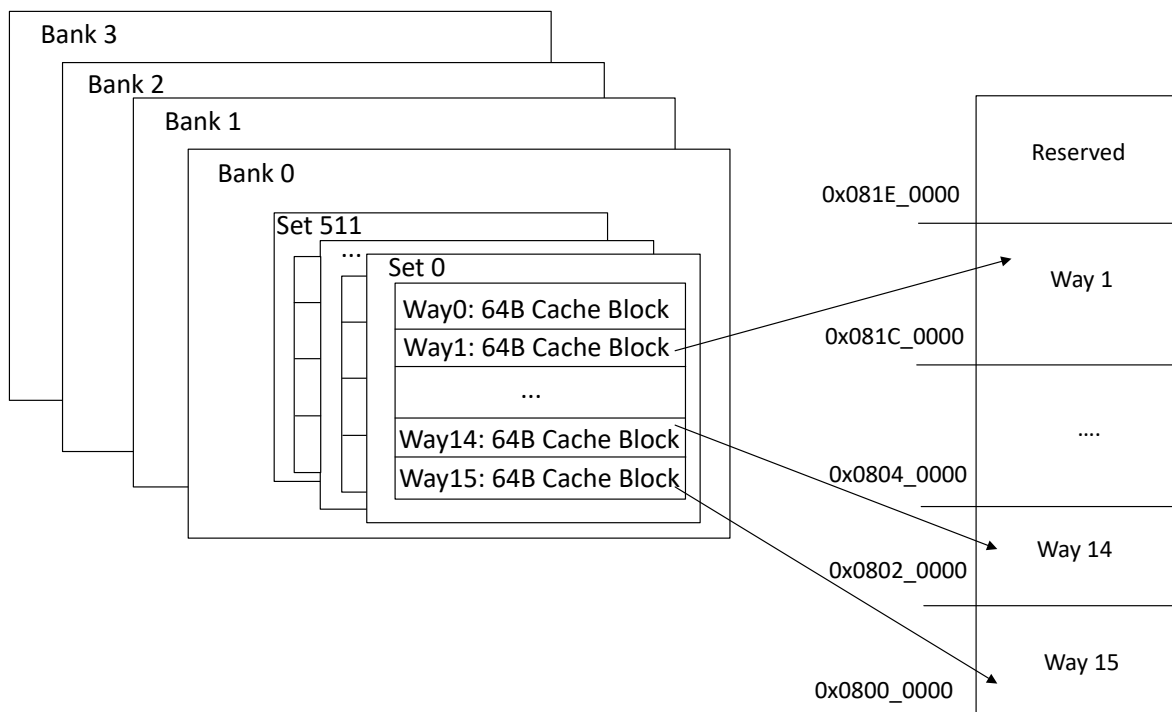 Bank 3
Bank 2
Bank 1
Bank 0
Set 511
...
Set 0
Way0: 64B Cache Block
Way1: 64B Cache Block
...
Way14: 64B Cache Block
Way15: 64B Cache Block
Reserved
0x081E_0000
Way 1
0x081C_0000
....
0x0804_0000
Way 14
0x0802_0000
Way 15
0x0800_0000